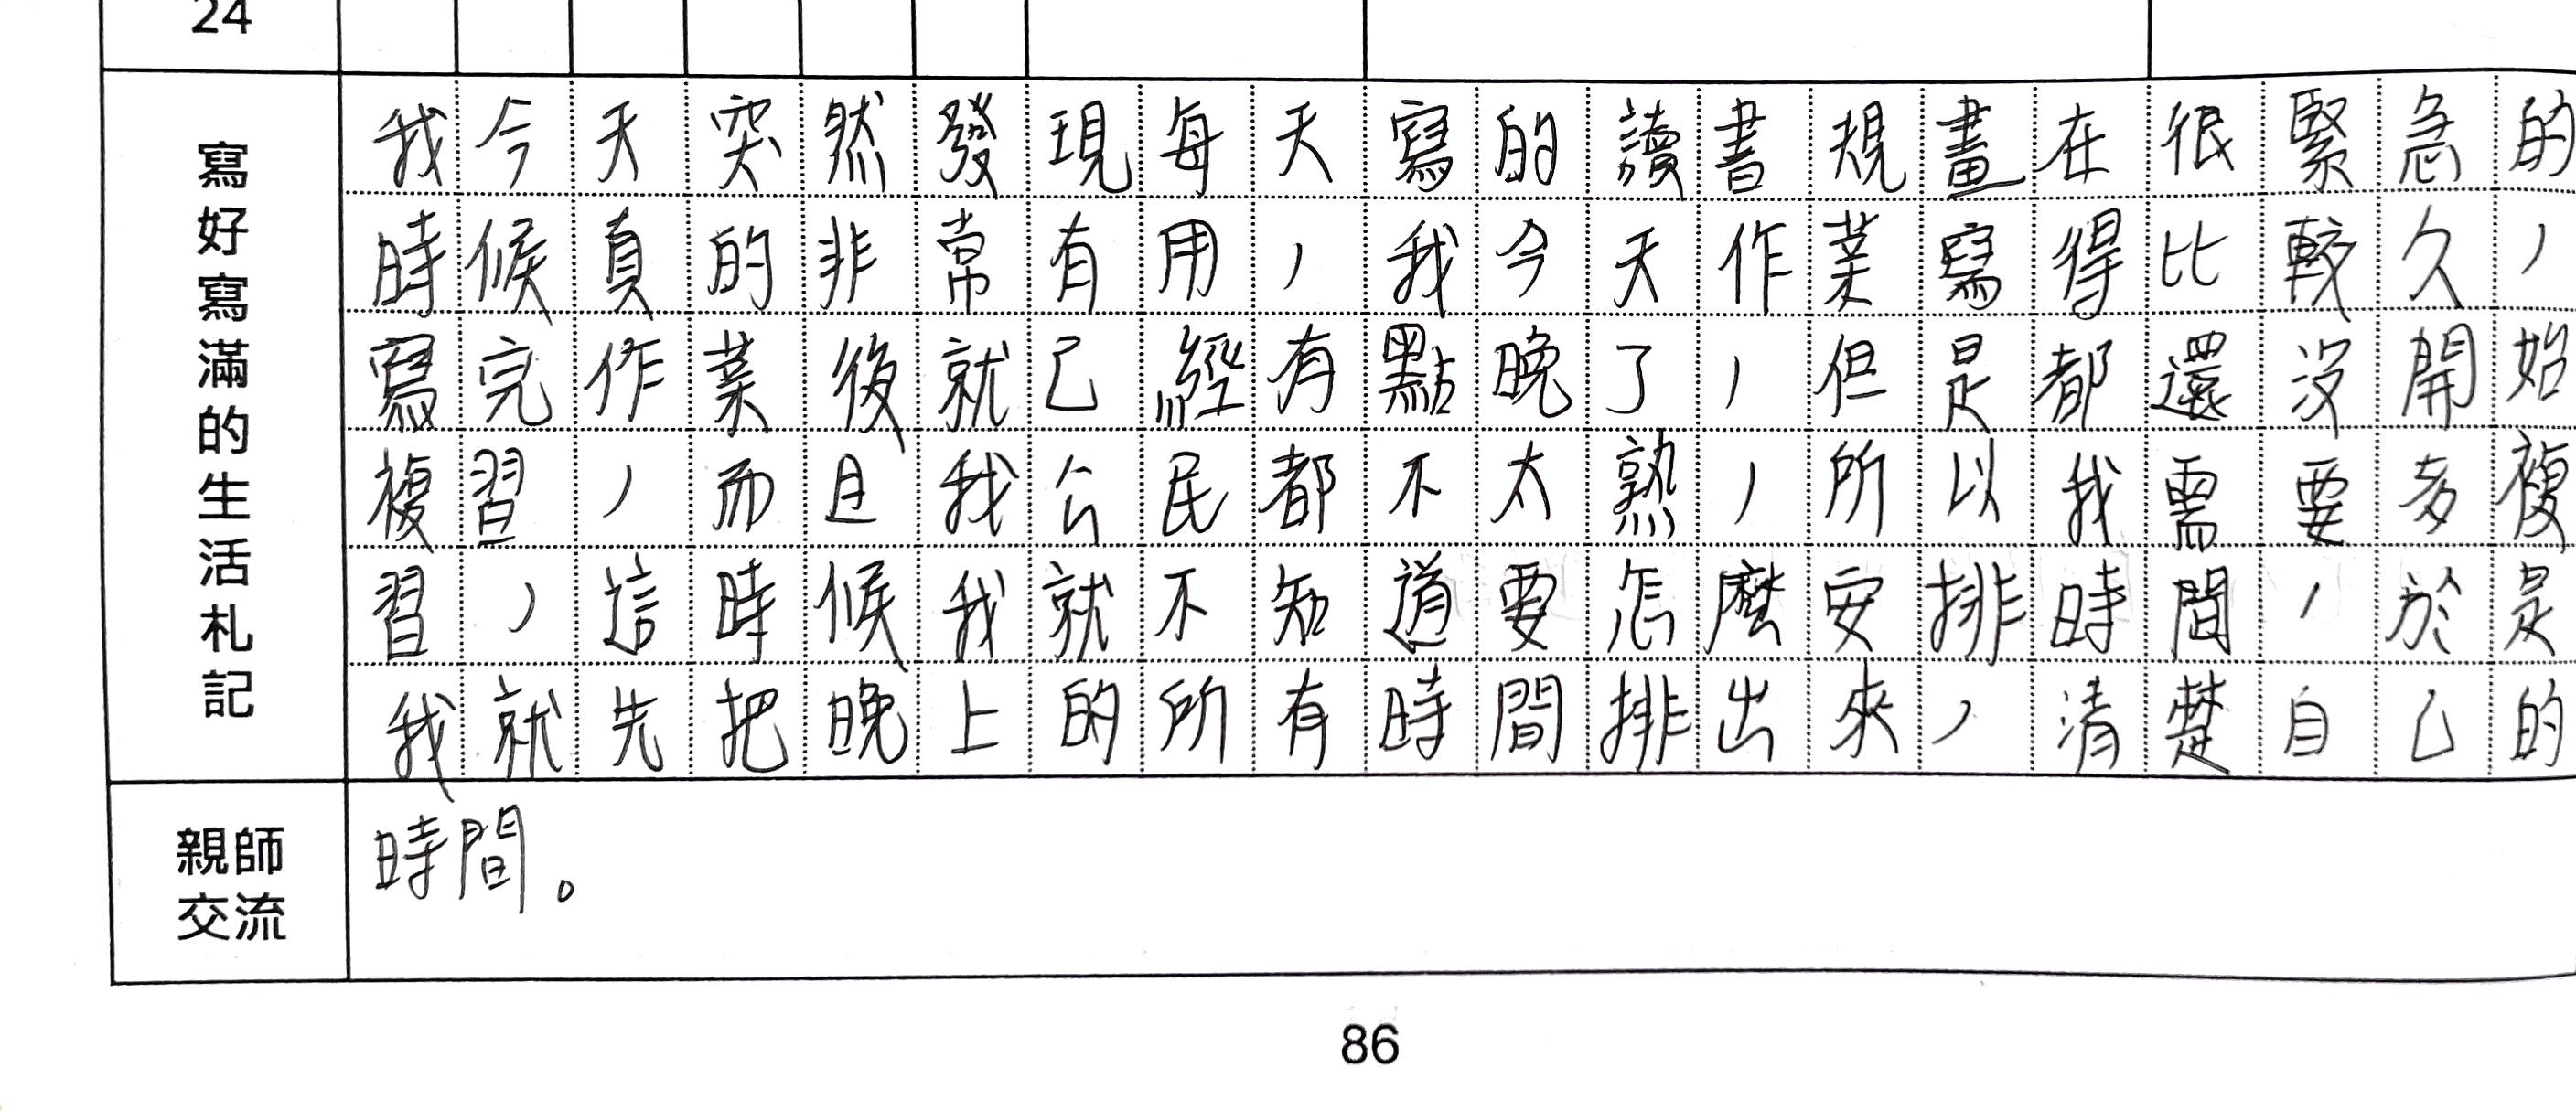 24
寫好寫滿的生活札記
我今天突然發現每天寫的讀書規畫在很緊急的
時候真的非常有用，我今天作業寫得比較久，
寫完作業後就已經有點晚了，但是都還沒開始
複習，而且我公民都不太熟，所以我需要多複
習，這時候我就不知道要怎麼安排時間，於是
我就先把晚上的所有時間排出來，清楚自己的
親師
交流
時間。
86